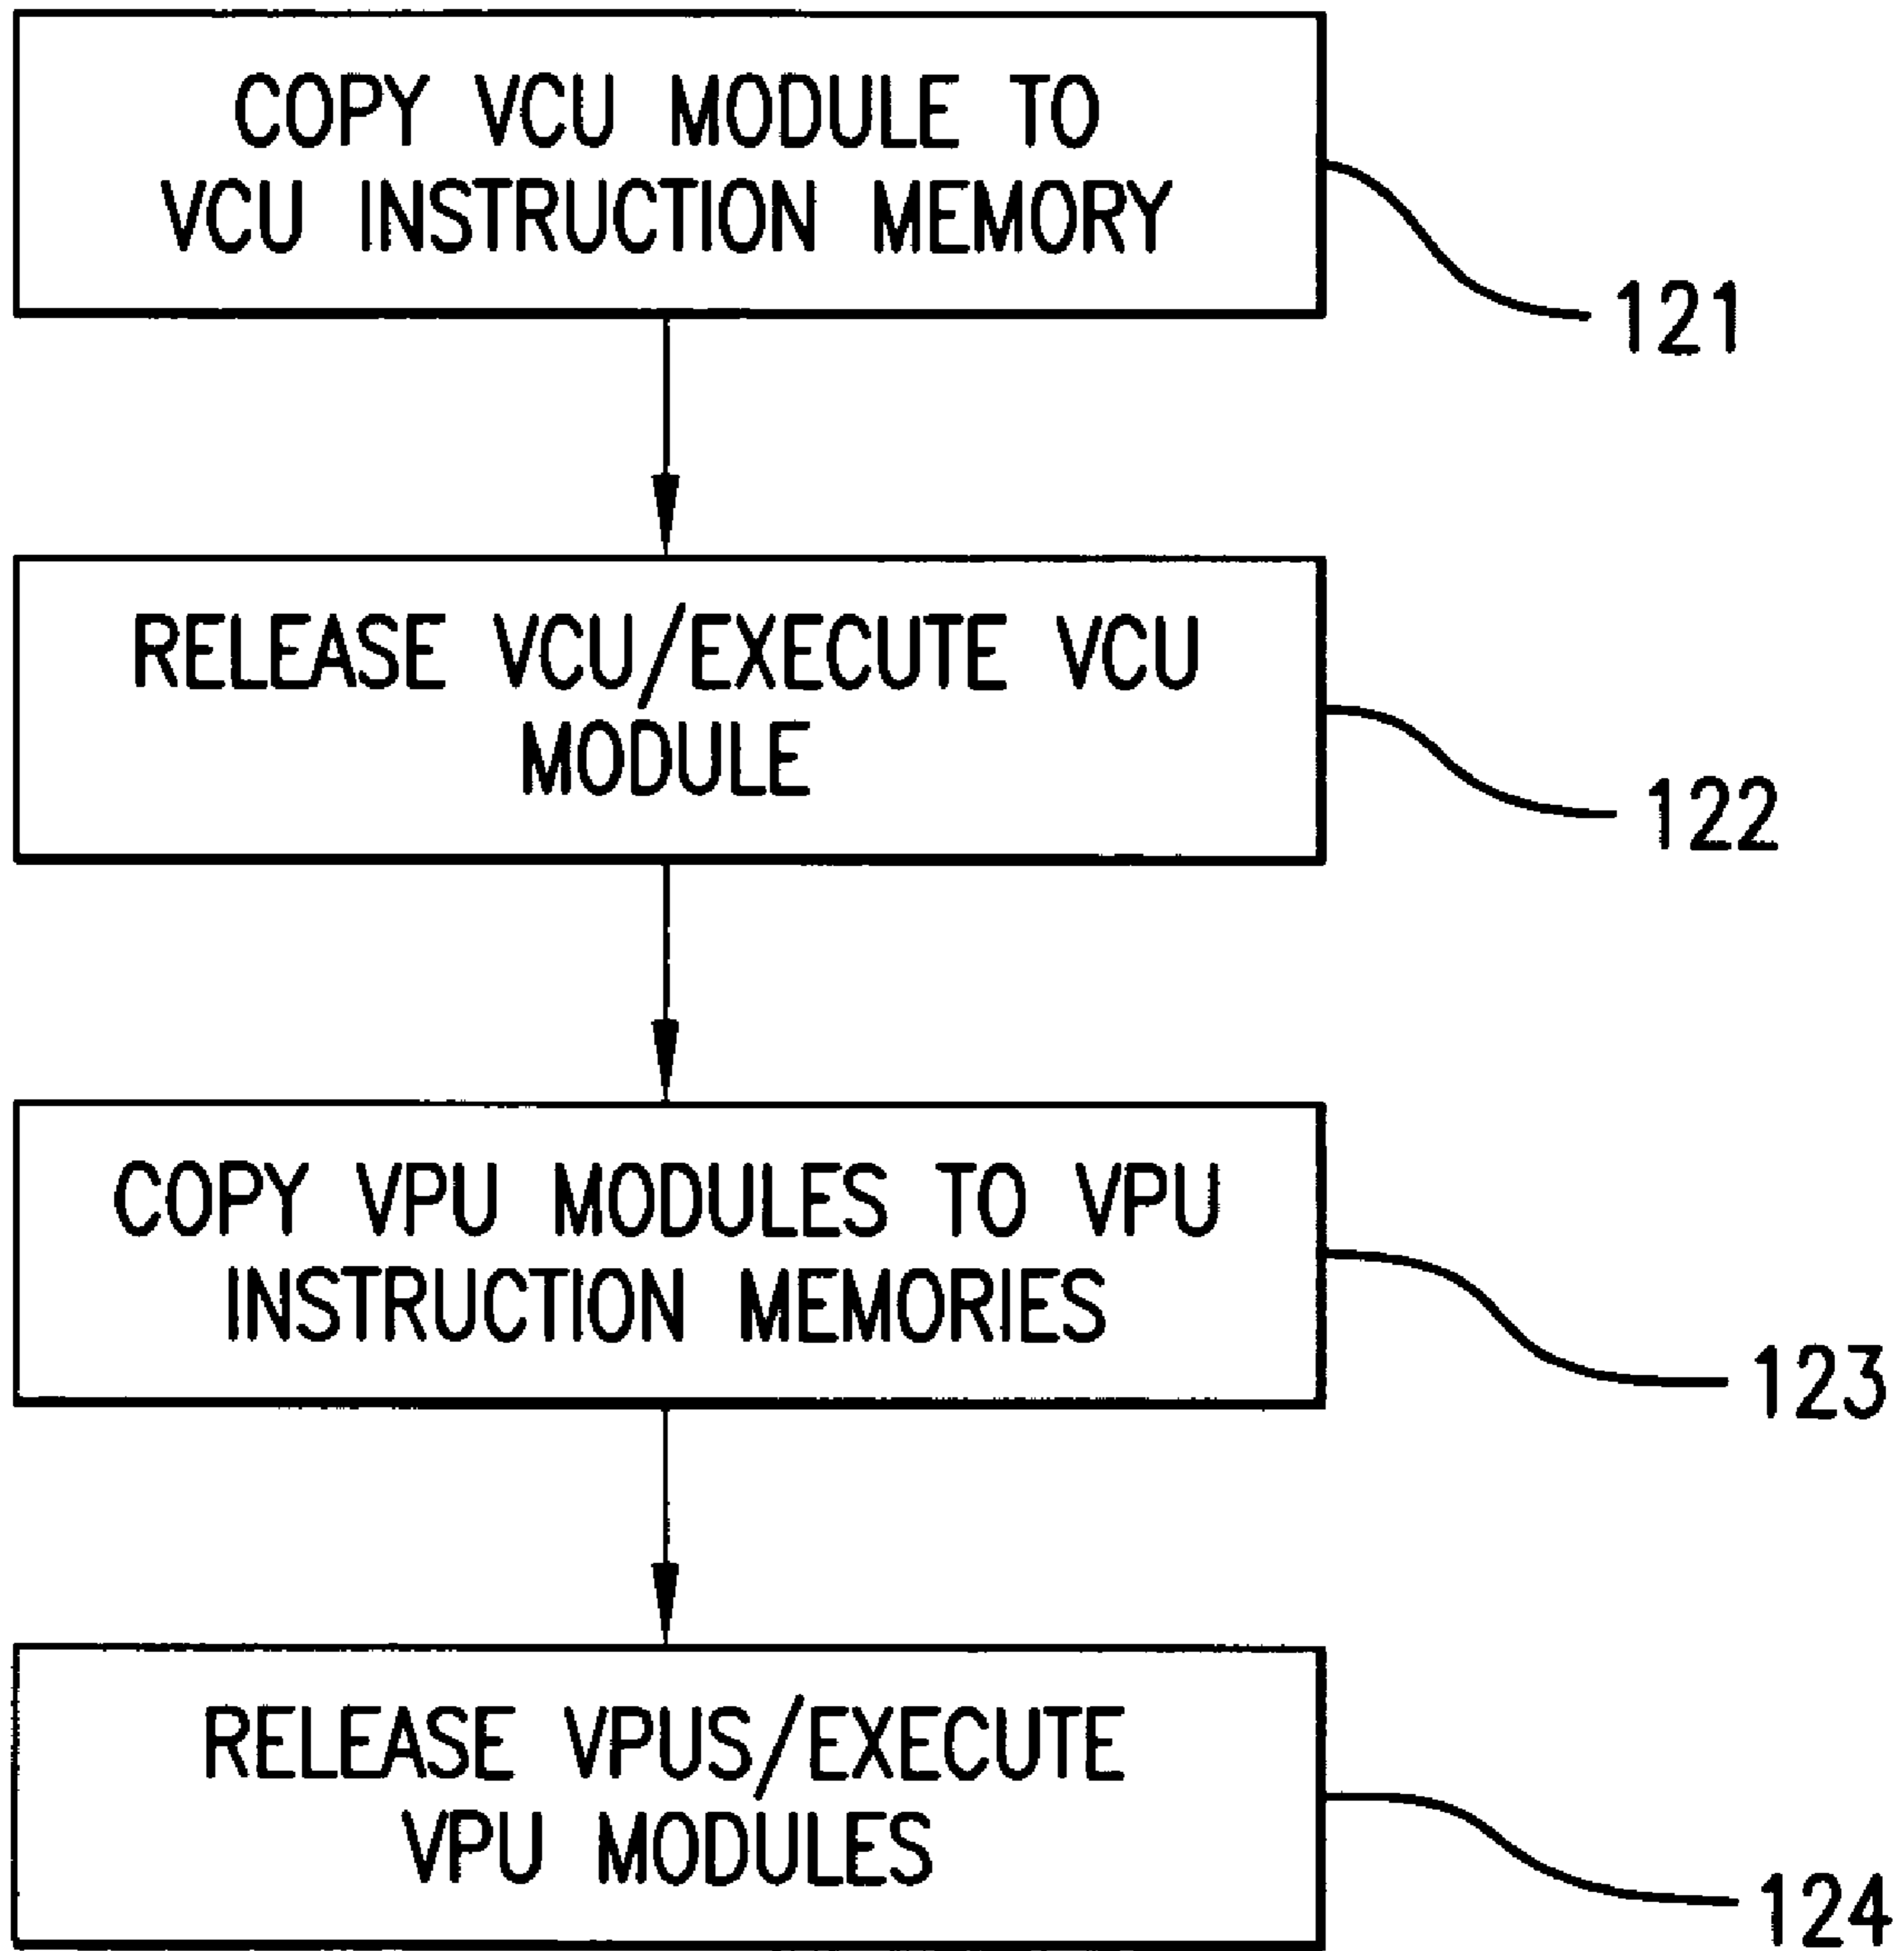 COPY VCU MODULE TO
VCU INSTRUCTION MEMORY
121
RELEASE VCU/EXECUTE VCU
MODULE
122
COPY VPU MODULES TO VPU
INSTRUCTION MEMORIES
123
RELEASE VPUS/EXECUTE
VPU MODULES
124